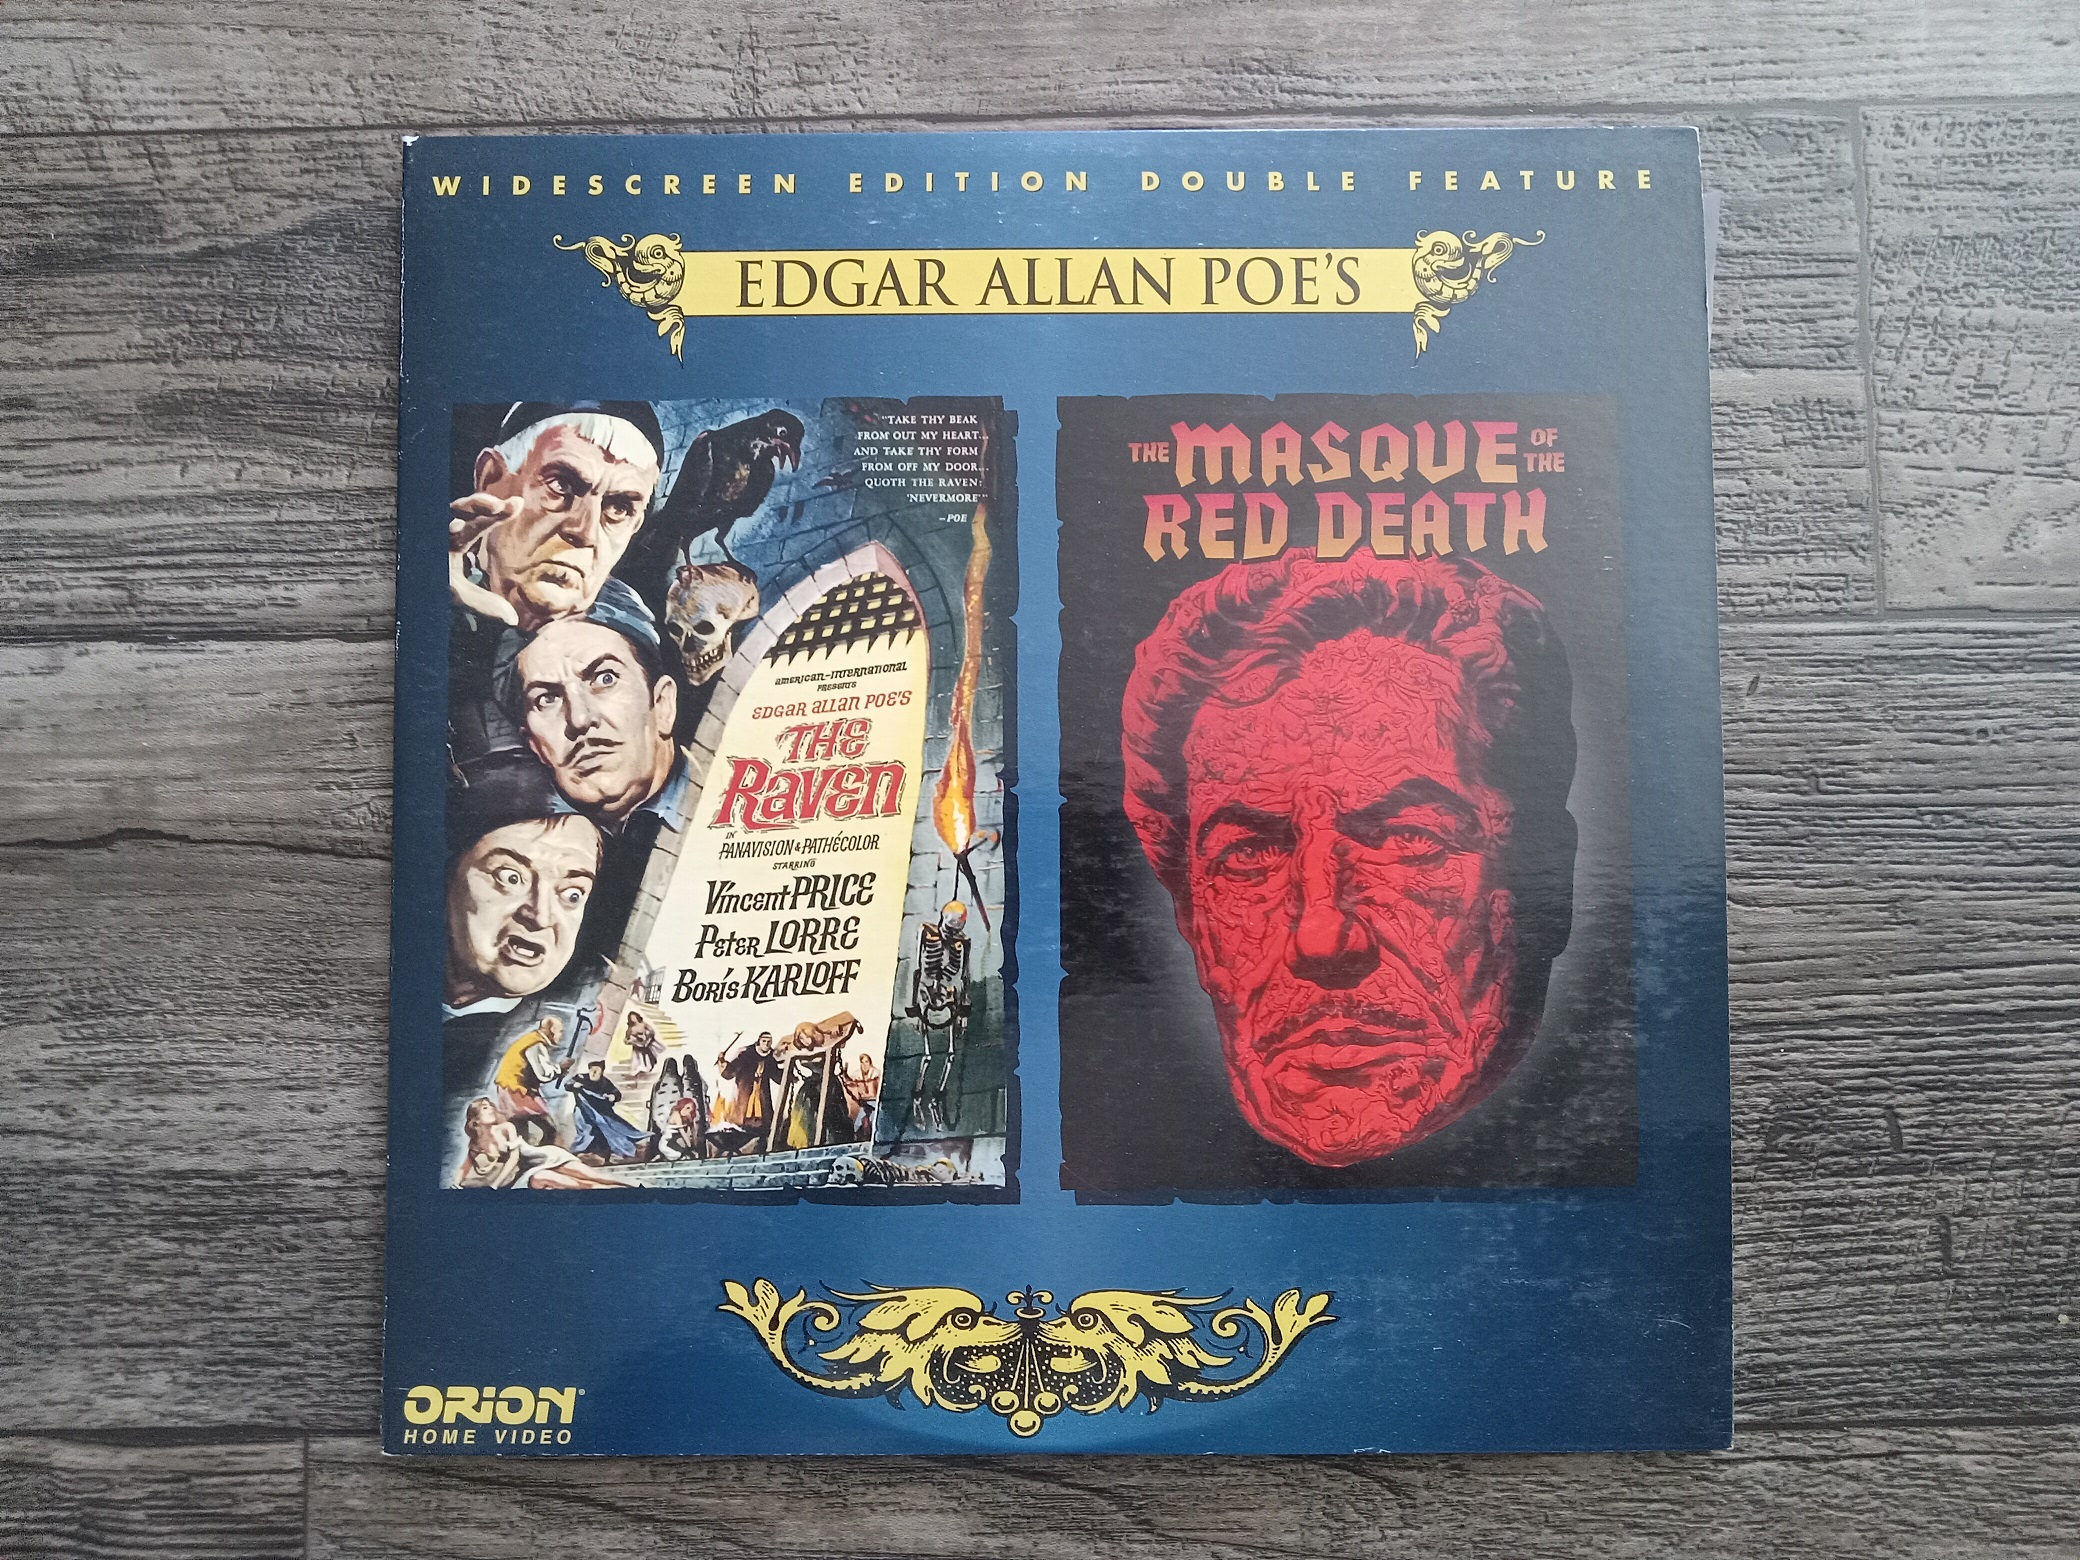 WIDESCREEN EDITION DOUBLE FEATURE
EDGAR ALLAN POE'S
"TAKE THY BEAK
FROM OUT MY HEART...
AND TAKE THY FORM
FROM OFF MY DOOR...
QUOTH THE RAVEN:
'NEVERMORE'"
—POE
AMERICAN-INTERNATIONAL
PRESENTS
EDGAR ALLAN POE'S
THE
RAVEN
IN
PANAVISION & PATHÉCOLOR
STARRING
Vincent PRICE
Peter LORRE
Boris KARLOFF
THE MASQUE OF THE
RED DEATH
ORION®
HOME VIDEO